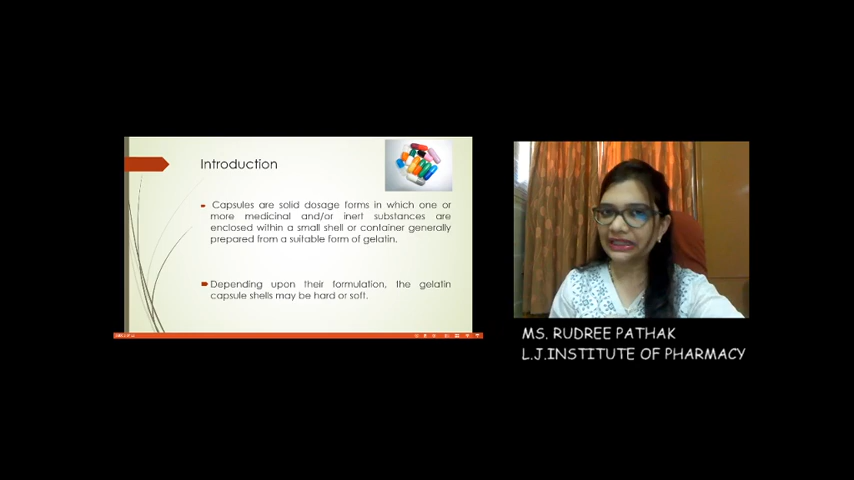 Introduction
Capsules are solid dosage forms in which one or
more medicinal and/or inert substances are
enclosed within a small shell or container generally
prepared from a suitable form of gelatin.
Depending upon their formulation, the gelatin
capsule shells may be hard or soft.
MS. RUDREE PATHAK
L.J.INSTITUTE OF PHARMACY